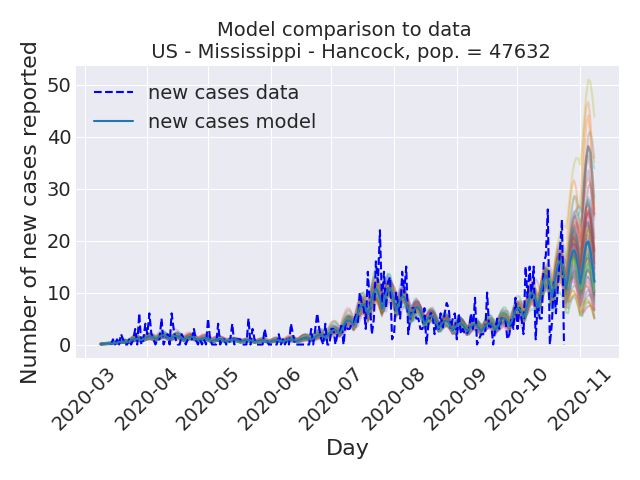 Model comparison to data
US - Mississippi - Hancock, pop. = 47632
Number of new cases reported
50
40
30
20
10
0
new cases data
new cases model
2020-03
2020-04
2020-05
2020-06
2020-07
2020-08
2020-09
2020-10
2020-11
Day